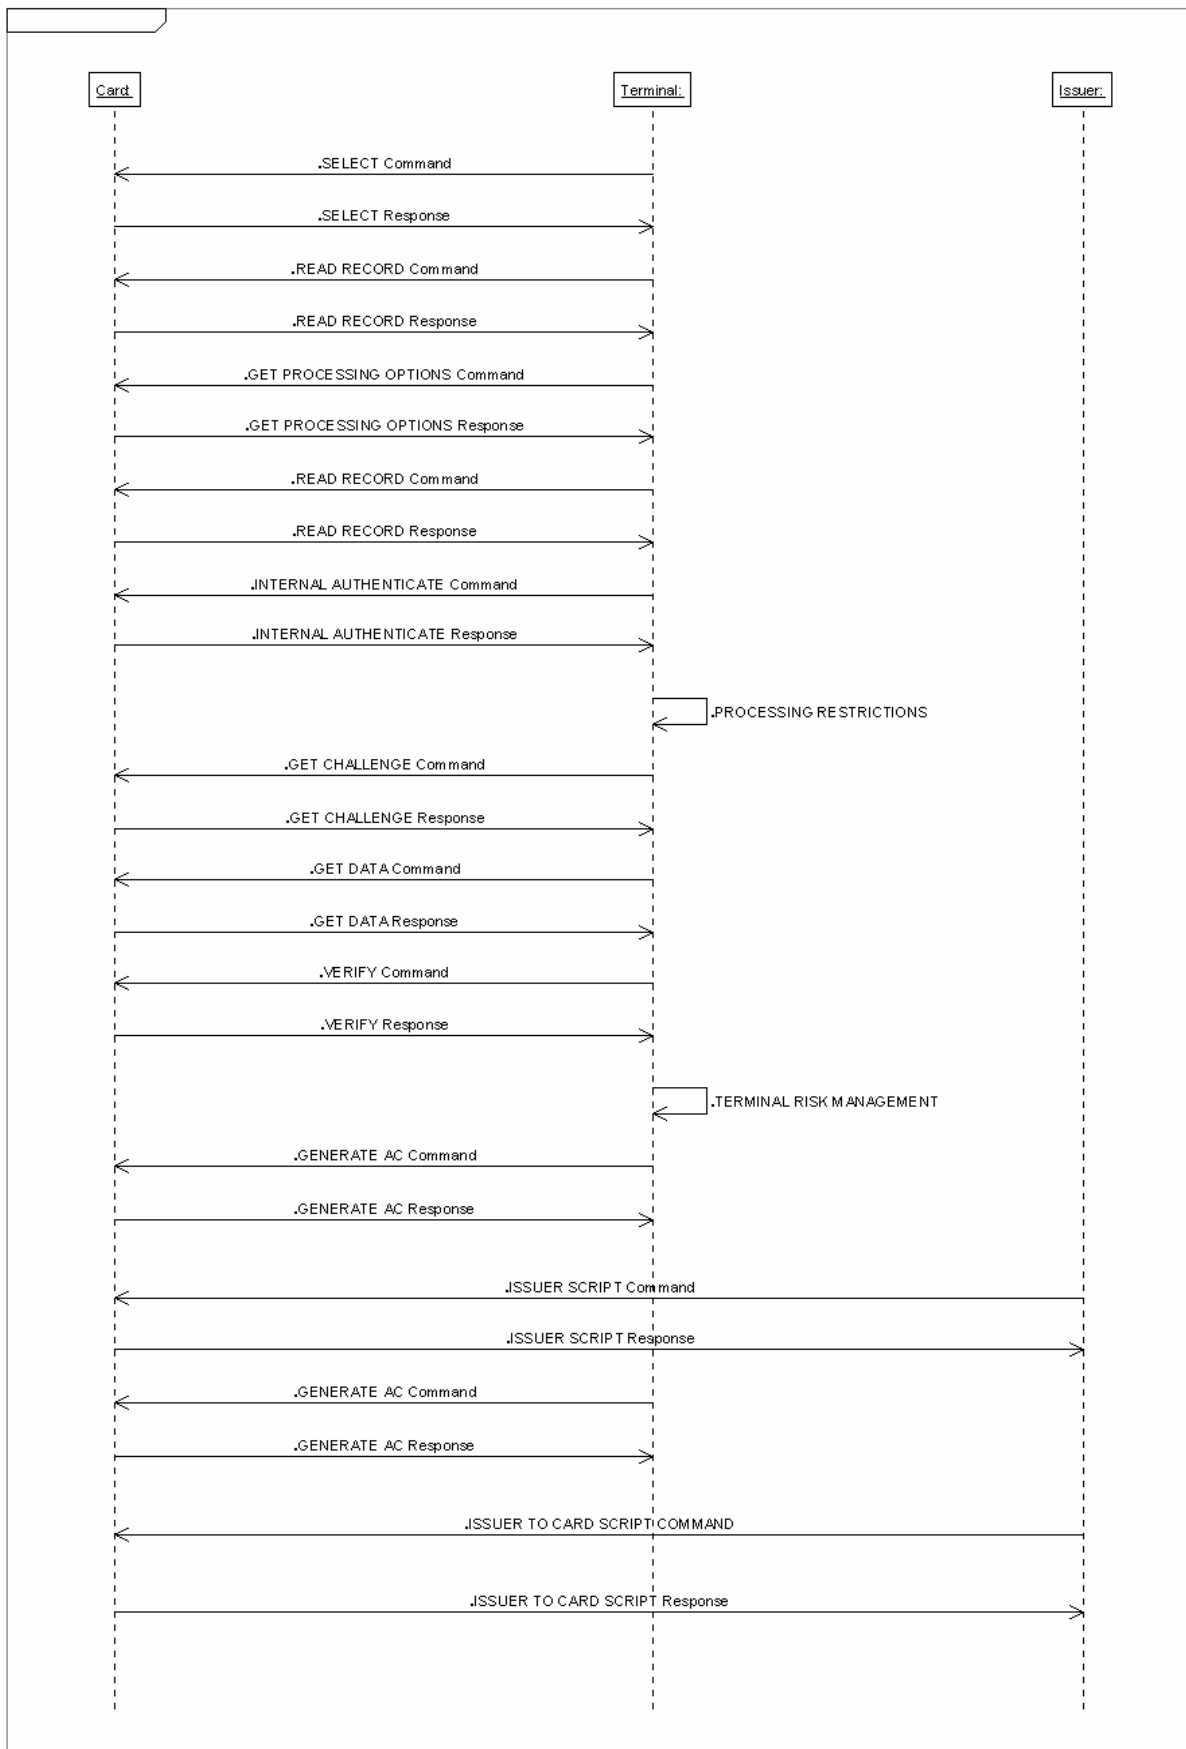 Card:
Terminal:
Issuer:
.SELECT Command
.SELECT Response
.READ RECORD Command
.READ RECORD Response
.GET PROCESSING OPTIONS Command
.GET PROCESSING OPTIONS Response
.READ RECORD Command
.READ RECORD Response
.INTERNAL AUTHENTICATE Command
.INTERNAL AUTHENTICATE Response
.PROCESSING RESTRICTIONS
.GET CHALLENGE Command
.GET CHALLENGE Response
.GET DATA Command
.GET DATA Response
.VERIFY Command
.VERIFY Response
.TERMINAL RISK MANAGEMENT
.GENERATE AC Command
.GENERATE AC Response
.ISSUER SCRIPT Command
.ISSUER SCRIPT Response
.GENERATE AC Command
.GENERATE AC Response
.ISSUER TO CARD SCRIPT COMMAND
.ISSUER TO CARD SCRIPT Response